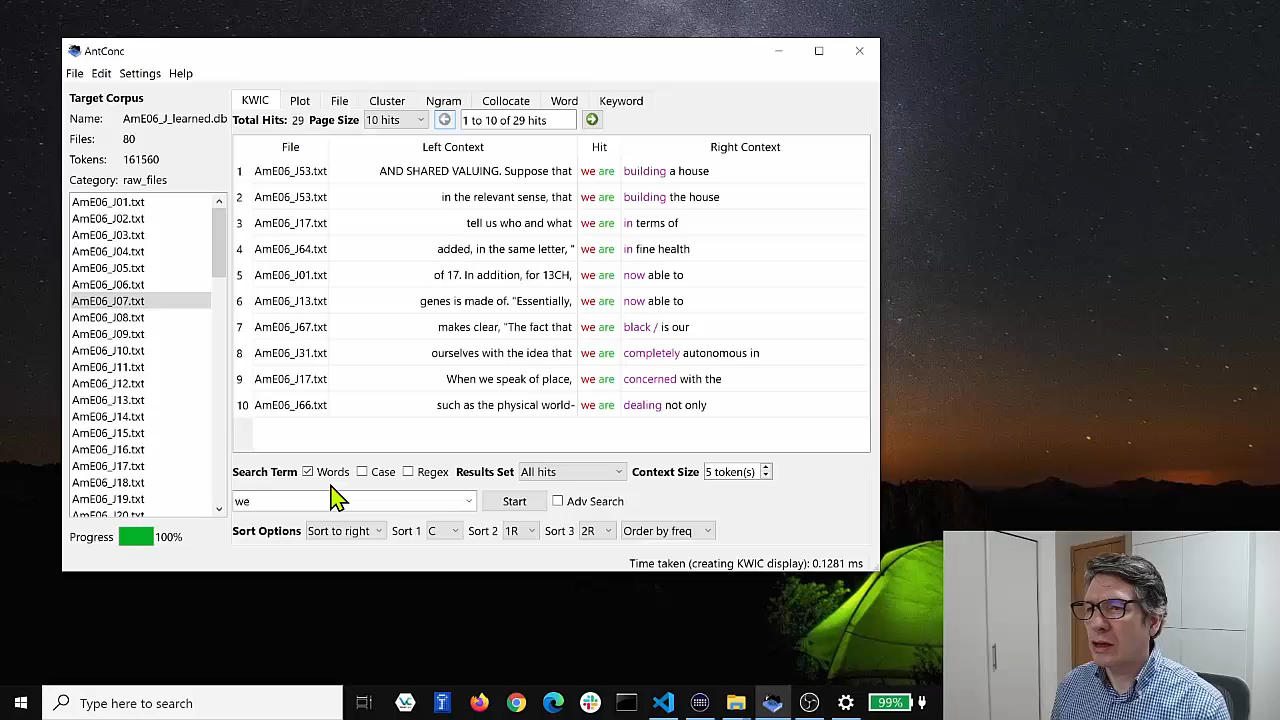 AntConc
File Edit Settings Help
Target Corpus
Name: AmE06_J_learned.db
Files: 80
Tokens: 161560
Category: raw_files
AmE06_J01.txt
AmE06_J02.txt
AmE06_J03.txt
AmE06_J04.txt
AmE06_J05.txt
AmE06_J06.txt
AmE06_J07.txt
AmE06_J08.txt
AmE06_J09.txt
AmE06_J10.txt
AmE06_J11.txt
AmE06_J12.txt
AmE06_J13.txt
AmE06_J14.txt
AmE06_J15.txt
AmE06_J16.txt
AmE06_J17.txt
AmE06_J18.txt
AmE06_J19.txt
AmE06_J20.txt
Progress 100%
KWIC Plot File Cluster Ngram Collocate Word Keyword
Total Hits: 29 Page Size 10 hits 1 to 10 of 29 hits
File Left Context Hit Right Context
1 AmE06_J53.txt AND SHARED VALUING. Suppose that we are building a house
2 AmE06_J53.txt in the relevant sense, that we are building the house
3 AmE06_J17.txt tell us who and what we are in terms of
4 AmE06_J64.txt added, in the same letter, " we are in fine health
5 AmE06_J01.txt of 17. In addition, for 13CH, we are now able to
6 AmE06_J13.txt genes is made of. "Essentially, we are now able to
7 AmE06_J67.txt makes clear, "The fact that we are black / is our
8 AmE06_J31.txt ourselves with the idea that we are completely autonomous in
9 AmE06_J17.txt When we speak of place, we are concerned with the
10 AmE06_J66.txt such as the physical world- we are dealing not only
Search Term Words Case Regex Results Set All hits Context Size 5 token(s)
we Start Adv Search
Sort Options Sort to right Sort 1 C Sort 2 1R Sort 3 2R Order by freq
Time taken (creating KWIC display): 0.1281 ms
Type here to search 99%